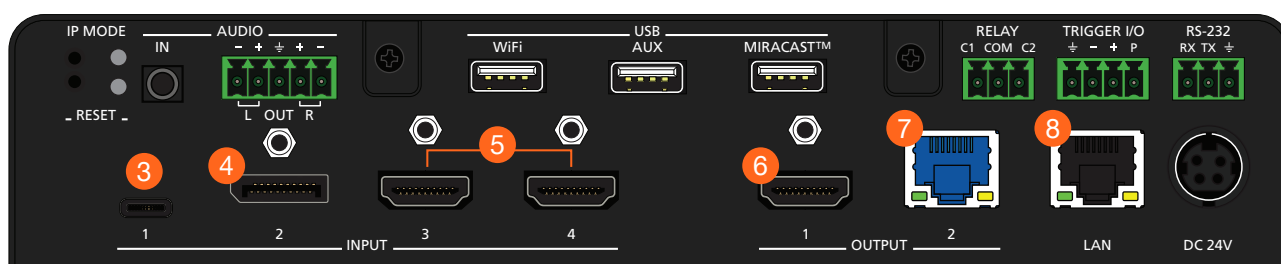 IP MODE
AUDIO
USB
RELAY
TRIGGER I/O
RS-232
IN
- + ⏚ + -
WiFi
AUX
MIRACAST™
C1 COM C2
⏚ - + P
RX TX ⏚
RESET
L OUT R
3
4
5
6
7
8
1
2
3
4
1
2
INPUT
OUTPUT
LAN
DC 24V